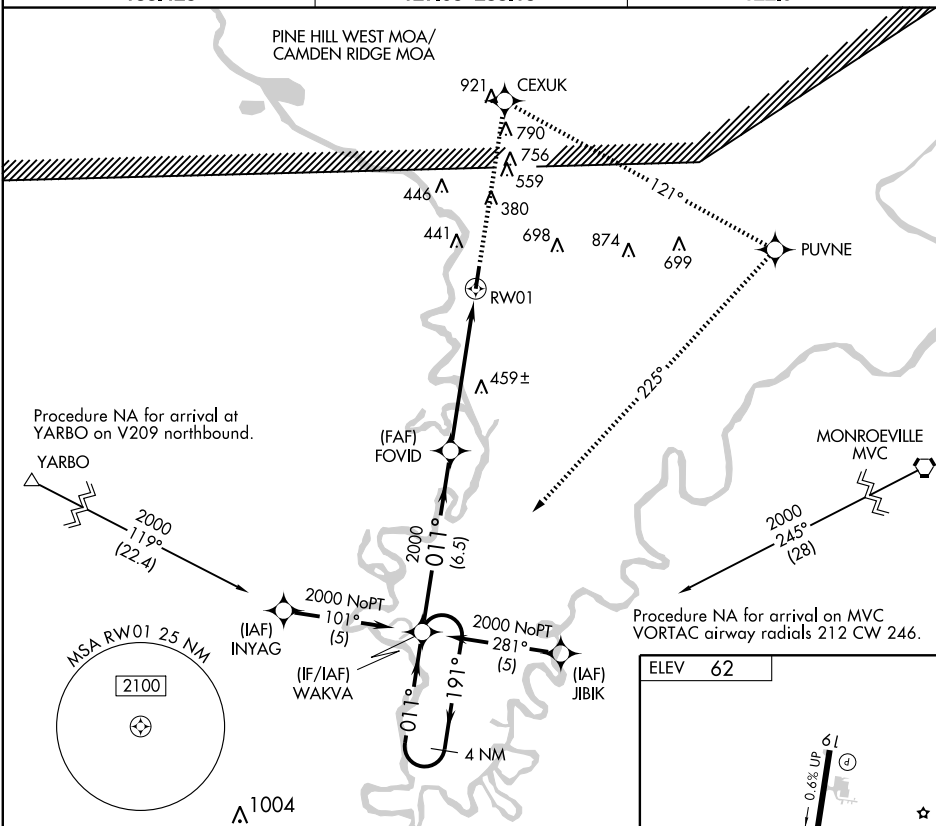 PINE HILL WEST MOA/
CAMDEN RIDGE MOA
921
CEXUK
790
756
559
446
380
121°
441
698
874
699
PUVNE
RW01
459±
225°
Procedure NA for arrival at
YARBO on V209 northbound.
YARBO
(FAF)
FOVID
MONROEVILLE
MVC
2000
119°
(22.4)
2000
011°
(6.5)
2000
245°
(28)
2000 NoPT
101°
(5)
(IAF)
INYAG
2000 NoPT
281°
(5)
(IAF)
JIBIK
Procedure NA for arrival on MVC
VORTAC airway radials 212 CW 246.
(IF/IAF)
WAKVA
011°
191°
4 NM
MSA RW01 25 NM
2100
1004
ELEV 62
19
0.6% UP
P